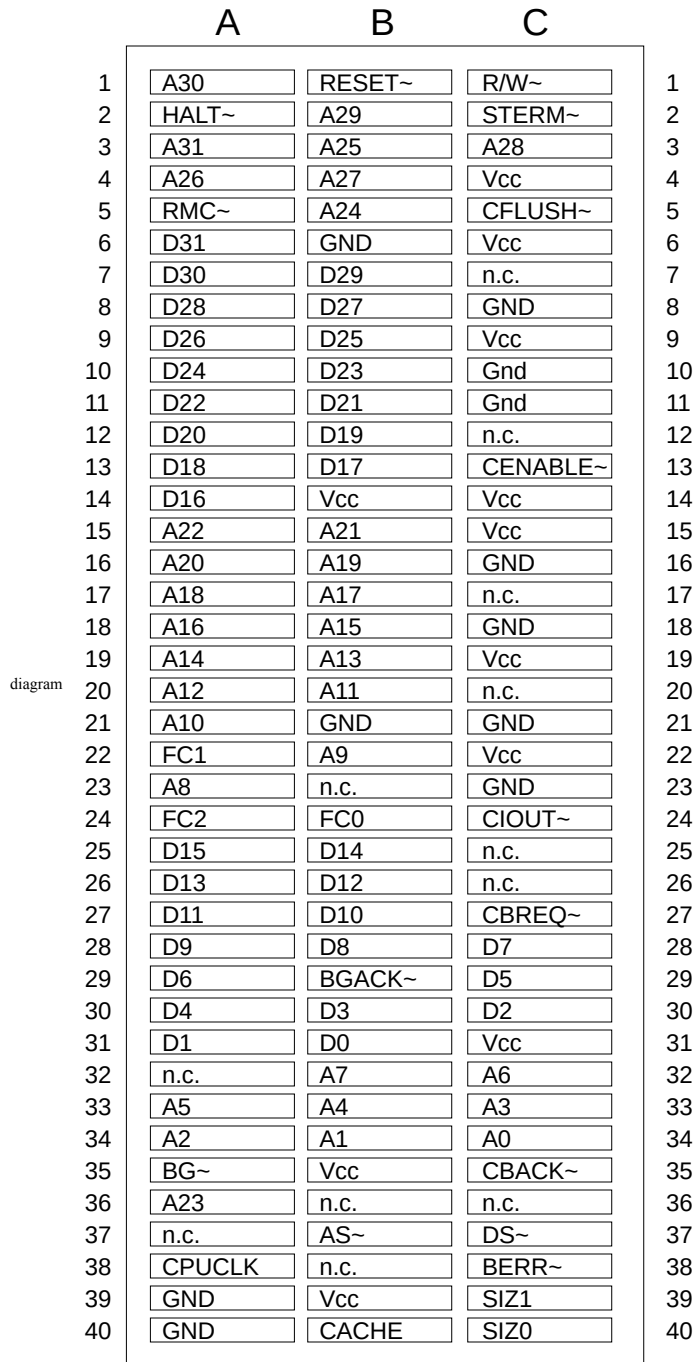 A B C
1 A30 RESET~ R/W~ 1
2 HALT~ A29 STERM~ 2
3 A31 A25 A28 3
4 A26 A27 Vcc 4
5 RMC~ A24 CFLUSH~ 5
6 D31 GND Vcc 6
7 D30 D29 n.c. 7
8 D28 D27 GND 8
9 D26 D25 Vcc 9
10 D24 D23 Gnd 10
11 D22 D21 Gnd 11
12 D20 D19 n.c. 12
13 D18 D17 CENABLE~ 13
14 D16 Vcc Vcc 14
15 A22 A21 Vcc 15
16 A20 A19 GND 16
17 A18 A17 n.c. 17
18 A16 A15 GND 18
19 A14 A13 Vcc 19
diagram 20 A12 A11 n.c. 20
21 A10 GND GND 21
22 FC1 A9 Vcc 22
23 A8 n.c. GND 23
24 FC2 FC0 CIOUT~ 24
25 D15 D14 n.c. 25
26 D13 D12 n.c. 26
27 D11 D10 CBREQ~ 27
28 D9 D8 D7 28
29 D6 BGACK~ D5 29
30 D4 D3 D2 30
31 D1 D0 Vcc 31
32 n.c. A7 A6 32
33 A5 A4 A3 33
34 A2 A1 A0 34
35 BG~ Vcc CBACK~ 35
36 A23 n.c. n.c. 36
37 n.c. AS~ DS~ 37
38 CPUCLK n.c. BERR~ 38
39 GND Vcc SIZ1 39
40 GND CACHE SIZ0 40